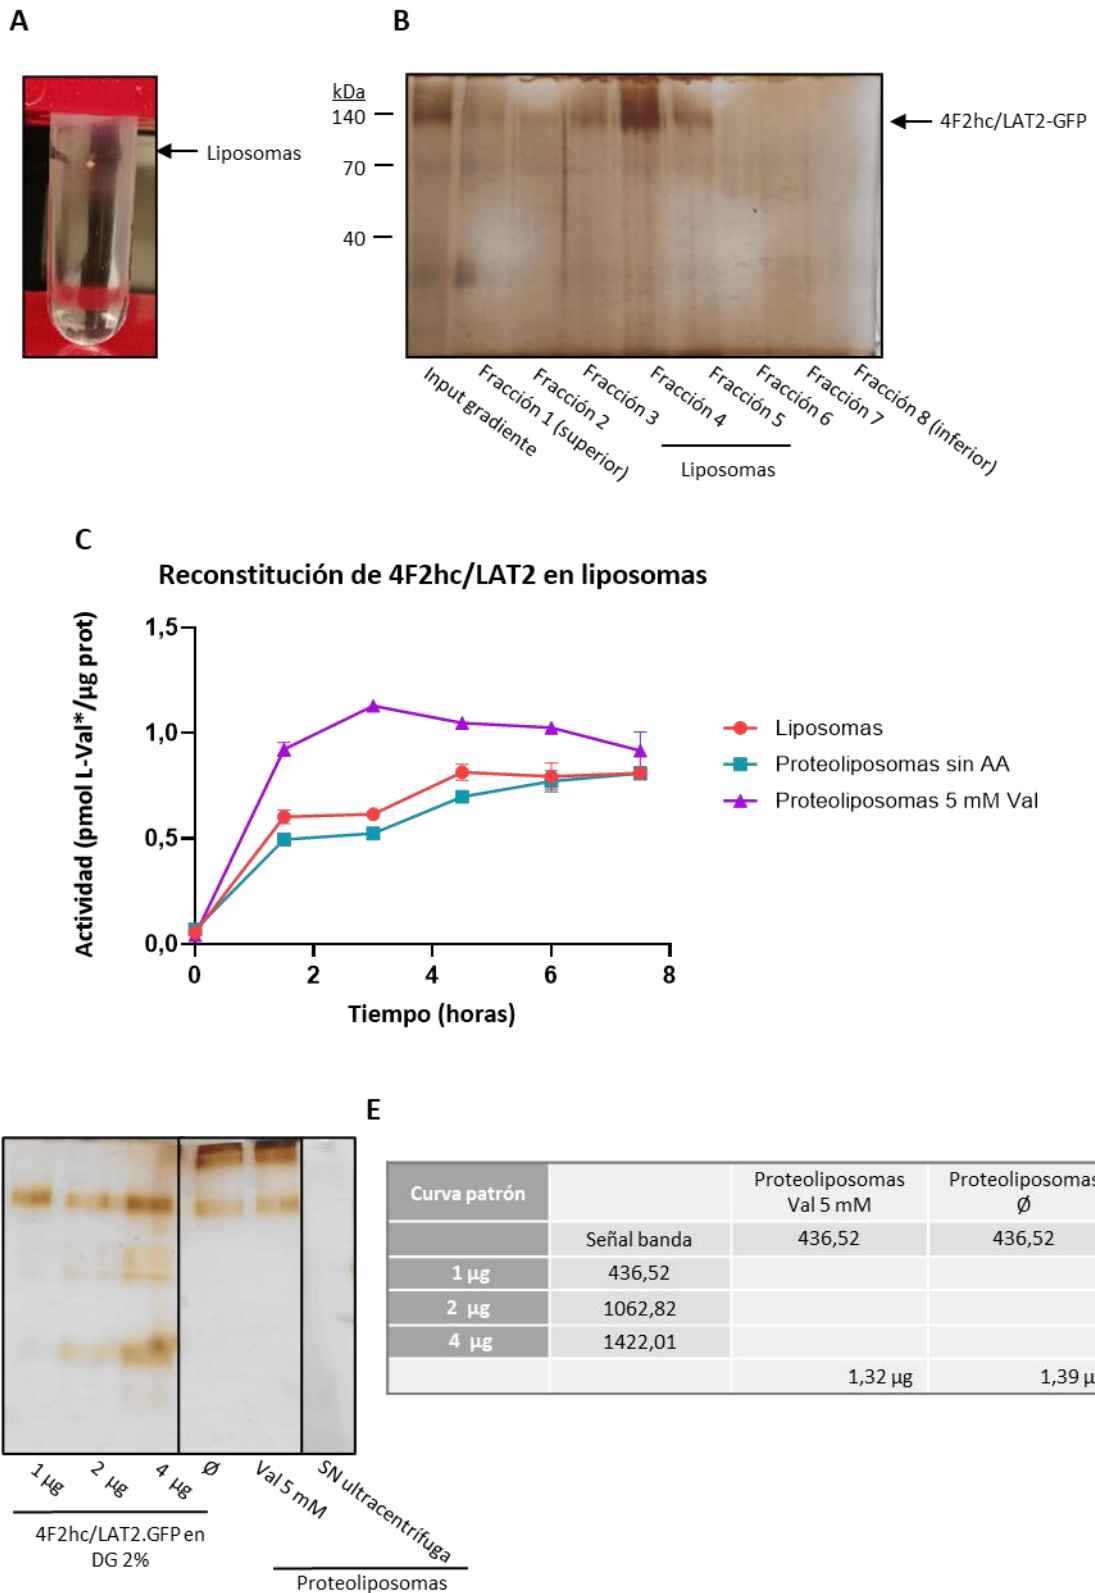 A
B
Liposomas
kDa
140
70
40
4F2hc/LAT2-GFP
Input gradiente
Fracción 1 (superior)
Fracción 2
Fracción 3
Fracción 4
Fracción 5
Fracción 6
Fracción 7
Fracción 8 (inferior)
Liposomas
C
Reconstitución de 4F2hc/LAT2 en liposomas
Actividad (pmol L-Val*/µg prot)
1,5
1,0
0,5
0,0
0 2 4 6 8
Tiempo (horas)
Liposomas
Proteoliposomas sin AA
Proteoliposomas 5 mM Val
1 µg
2 µg
4 µg
Ø
Val 5 mM
SN ultracentrífuga
4F2hc/LAT2.GFP en
DG 2%
Proteoliposomas
E
Curva patrón
Proteoliposomas
Val 5 mM
Proteoliposomas
Ø
Señal banda 436,52 436,52
1 µg 436,52
2 µg 1062,82
4 µg 1422,01
1,32 µg 1,39 µ